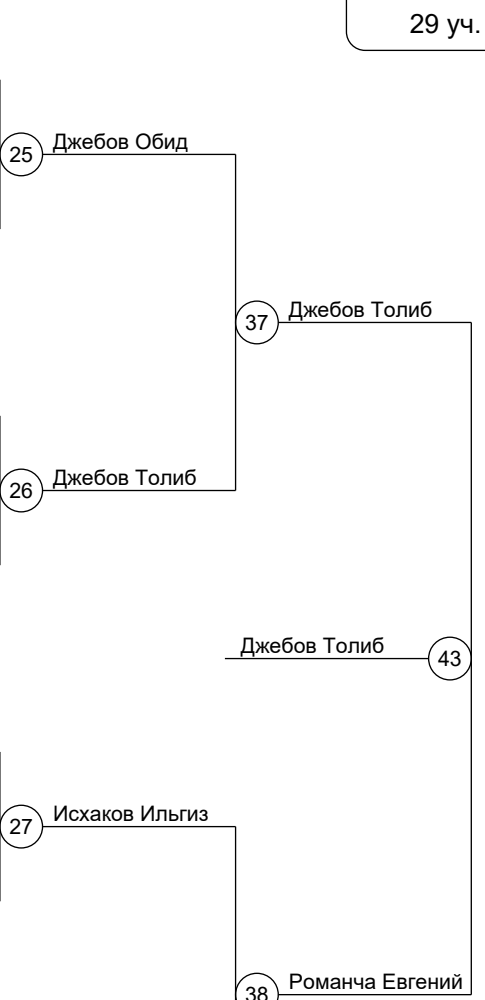 29 уч.
25 Джебов Обид
37 Джебов Толиб
26 Джебов Толиб
Джебов Толиб 43
27 Исхаков Ильгиз
38 Романча Евгений